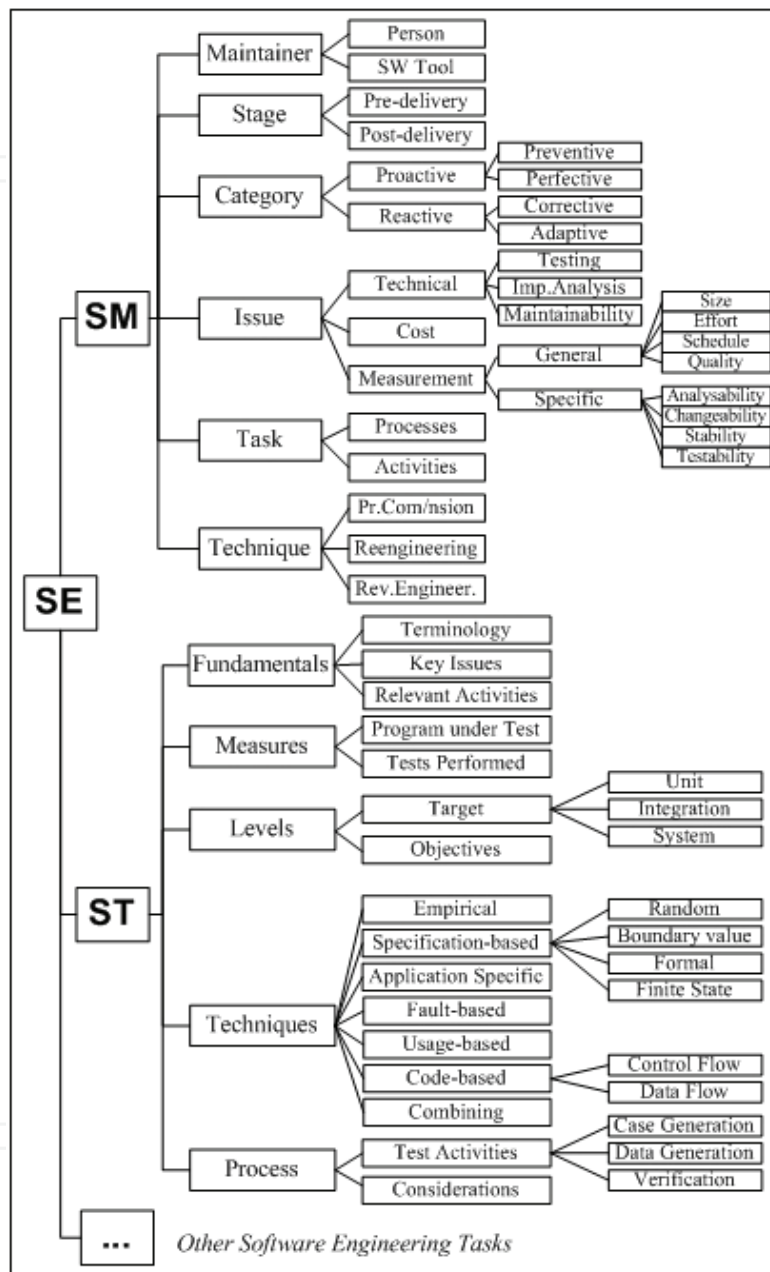 SE
SM
Maintainer
Person
SW Tool
Stage
Pre-delivery
Post-delivery
Category
Proactive
Preventive
Perfective
Reactive
Corrective
Adaptive
Issue
Technical
Testing
Imp.Analysis
Maintainability
Cost
Measurement
General
Size
Effort
Schedule
Quality
Specific
Analysability
Changeability
Stability
Testability
Task
Processes
Activities
Technique
Pr.Com/nsion
Reengineering
Rev.Engineer.
ST
Fundamentals
Terminology
Key Issues
Relevant Activities
Measures
Program under Test
Tests Performed
Levels
Target
Unit
Integration
System
Objectives
Techniques
Empirical
Specification-based
Random
Boundary value
Formal
Finite State
Application Specific
Fault-based
Usage-based
Code-based
Control Flow
Data Flow
Combining
Process
Test Activities
Case Generation
Data Generation
Verification
Considerations
...
Other Software Engineering Tasks